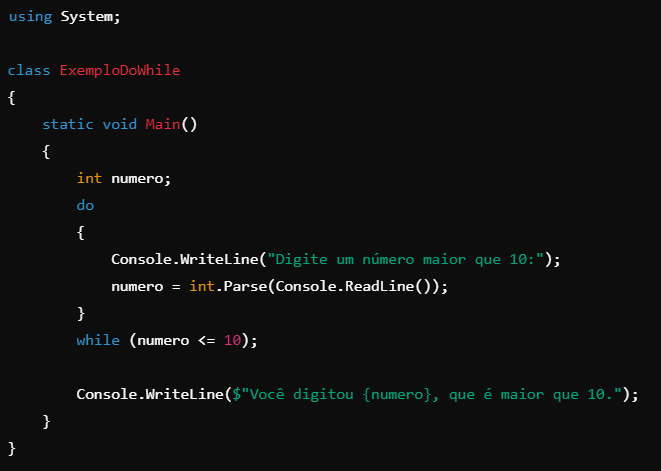 using System;

class ExemploDoWhile
{
    static void Main()
    {
        int numero;
        do
        {
            Console.WriteLine("Digite um número maior que 10:");
            numero = int.Parse(Console.ReadLine());
        }
        while (numero <= 10);

        Console.WriteLine($"Você digitou {numero}, que é maior que 10.");
    }
}